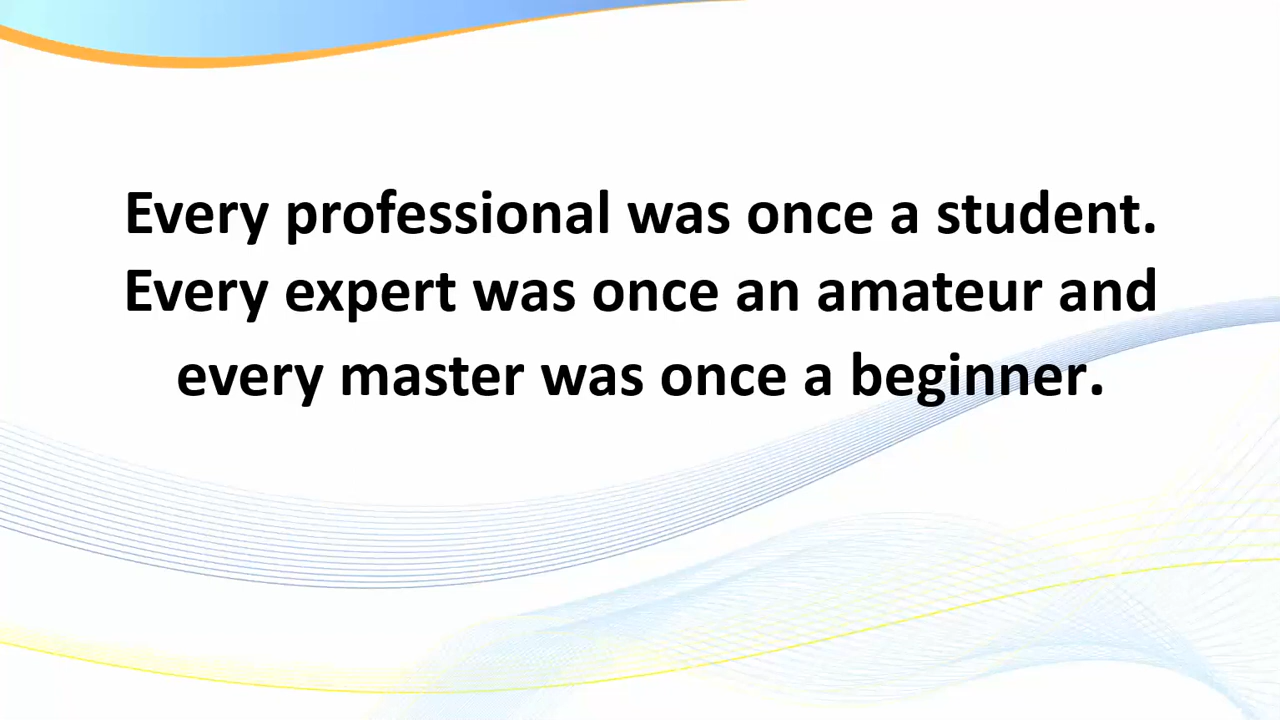 Every professional was once a student.
Every expert was once an amateur and
every master was once a beginner.